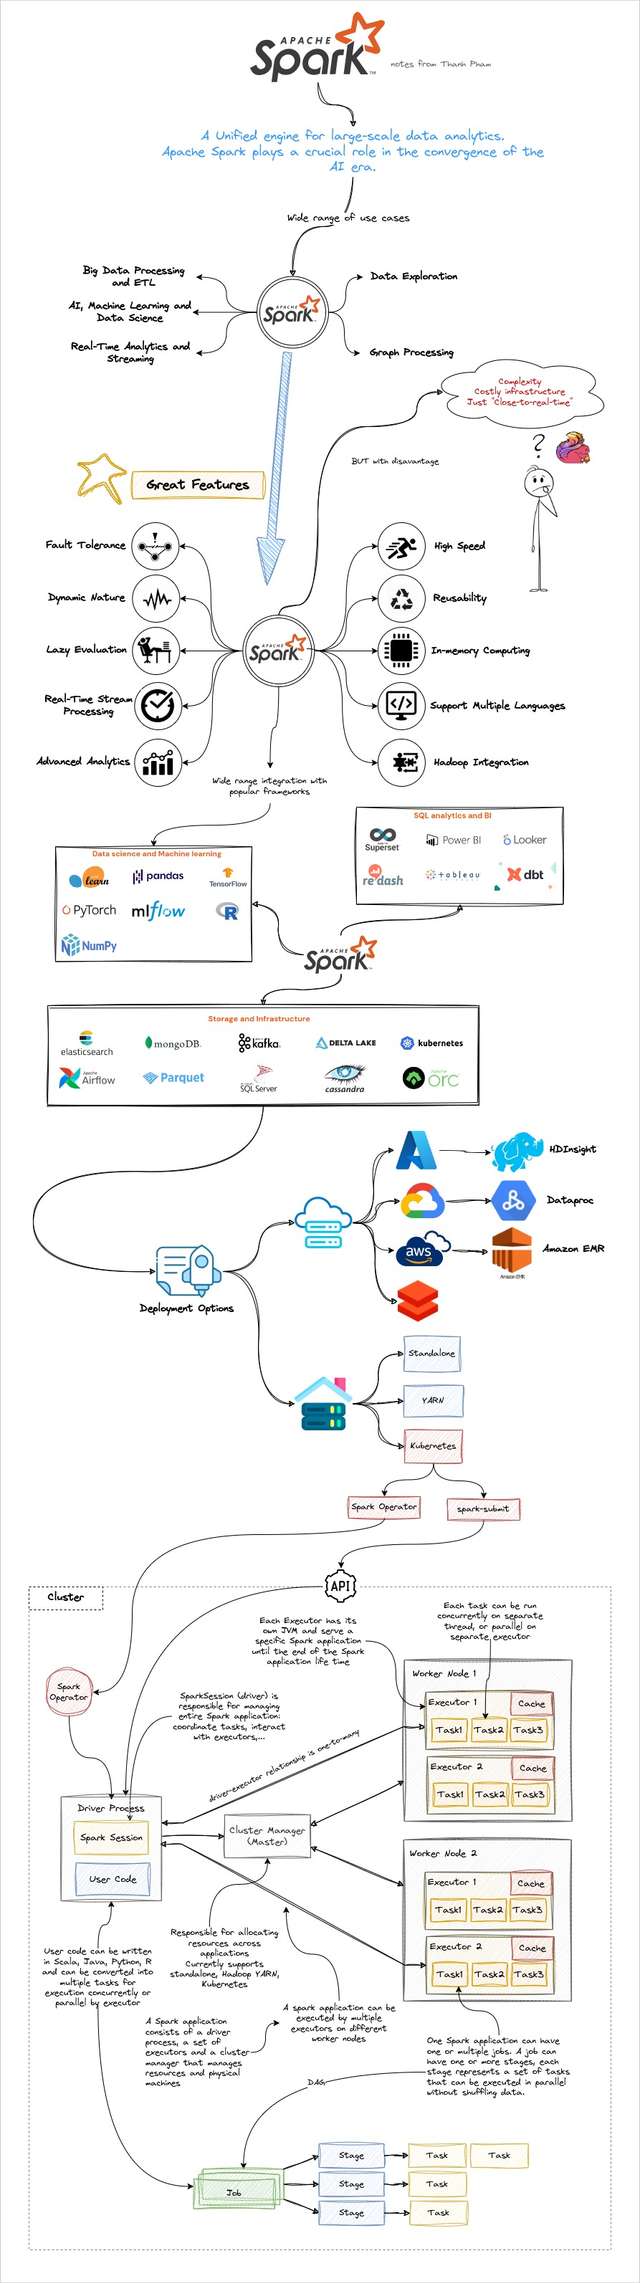 APACHE
Spark
TM
notes from Thanh Pham
A Unified engine for large-scale data analytics.
Apache Spark plays a crucial role in the convergence of the
AI era.
Wide range of use cases
Big Data Processing
and ETL
AI, Machine Learning and
Data Science
Real-Time Analytics and
Streaming
APACHE
Spark
Data Exploration
Graph Processing
Complexity
Costly infrastructure
Just "Close-to-real-time"
BUT with disavantage
?
Great Features
Fault Tolerance
Dynamic Nature
Lazy Evaluation
Real-Time Stream
Processing
Advanced Analytics
APACHE
Spark
High Speed
Reusability
In-memory Computing
Support Multiple Languages
Hadoop Integration
Wide range integration with
popular frameworks
SQL analytics and BI
Superset
Power BI
Looker
redash
tableau
dbt
Data science and Machine learning
learn
pandas
TensorFlow
PyTorch
mlflow
R
NumPy
APACHE
Spark
Storage and Infrastructure
elasticsearch
mongoDB
kafka
DELTA LAKE
kubernetes
Apache
Airflow
Parquet
SQL Server
cassandra
orc
HDInsight
Dataproc
aws
Amazon EMR
Amazon EMR
Deployment Options
Standalone
YARN
Kubernetes
Spark Operator
spark-submit
API
Cluster
Each Executor has its
own JVM and serve a
specific Spark application
until the end of the Spark
application life time
Each task can be run
concurrently on separate
thread, or parallel on
separate executor
Spark
Operator
SparkSession (driver) is
responsible for managing
entire Spark application:
coordinate tasks, interact
with executors,...
driver-executor relationship is one-to-many
Worker Node 1
Executor 1
Cache
Task1
Task2
Task3
Executor 2
Cache
Task1
Task2
Task3
Driver Process
Spark Session
User Code
Cluster Manager
(Master)
Worker Node 2
Executor 1
Cache
Task1
Task2
Task3
Executor 2
Cache
Task1
Task2
Task3
User code can be written
in Scala, Java, Python, R
and can be converted into
multiple tasks for
execution concurrently or
parallel by executor
Responsible for allocating
resources across
applications
Currently supports
standalone, Hadoop YARN,
Kubernetes
A Spark application
consists of a driver
process, a set of
executors and a cluster
manager that manages
resources and physical
machines
A spark application can be
executed by multiple
executors on different
worker nodes
One Spark application can have
one or multiple jobs. A job can
have one or more stages, each
stage represents a set of tasks
that can be executed in parallel
without shuffling data.
DAG
Job
Stage
Task
Task
Stage
Task
Stage
Task